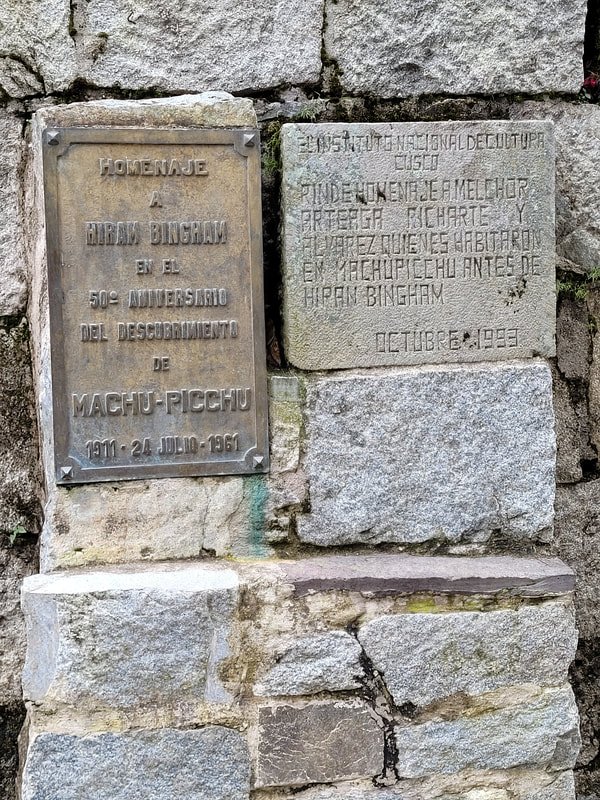 HOMENAJE
A
HIRAM BINGHAM
EN EL
50º ANIVERSARIO
DEL DESCUBRIMIENTO
DE
MACHU-PICCHU
1911 - 24 JULIO - 1961
EL INSTITUTO NACIONAL DE CULTURA
CUSCO
RINDE HOMENAJE A MELCHOR
ARTEAGA RICHARTE Y
ALVAREZ QUIENES HABITARON
EN MACHUPICCHU ANTES DE
HIRAN BINGHAM
OCTUBRE 1993